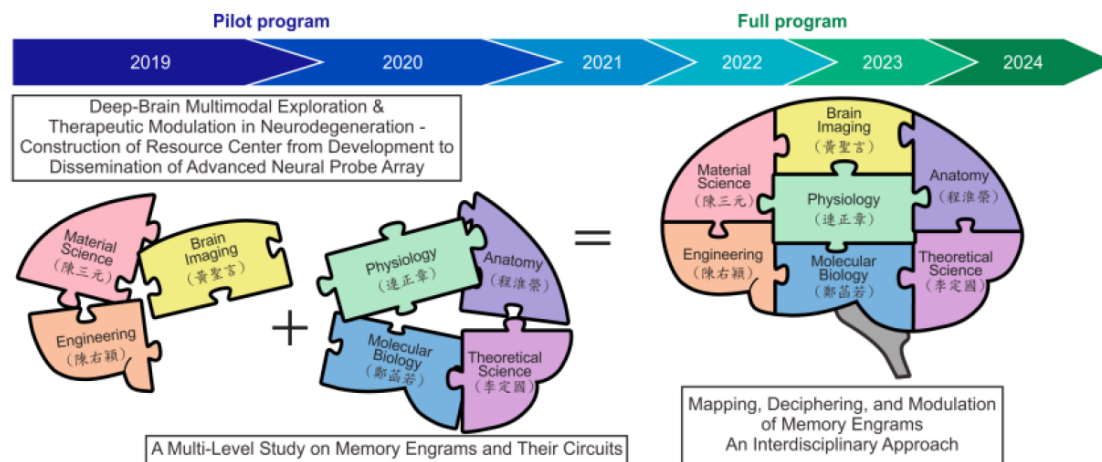 Pilot program
Full program
2019
2020
2021
2022
2023
2024
Deep-Brain Multimodal Exploration &
Therapeutic Modulation in Neurodegeneration -
Construction of Resource Center from Development to
Dissemination of Advanced Neural Probe Array
Material
Science
(陳三元)
Brain
Imaging
(黃聖言)
Engineering
(陳右穎)
+
Physiology
(連正章)
Anatomy
(程淮榮)
Molecular
Biology
(鄭菡若)
Theoretical
Science
(李定國)
A Multi-Level Study on Memory Engrams and Their Circuits
=
Brain
Imaging
(黃聖言)
Material
Science
(陳三元)
Physiology
(連正章)
Anatomy
(程淮榮)
Engineering
(陳右穎)
Molecular
Biology
(鄭菡若)
Theoretical
Science
(李定國)
Mapping, Deciphering, and Modulation
of Memory Engrams
An Interdisciplinary Approach